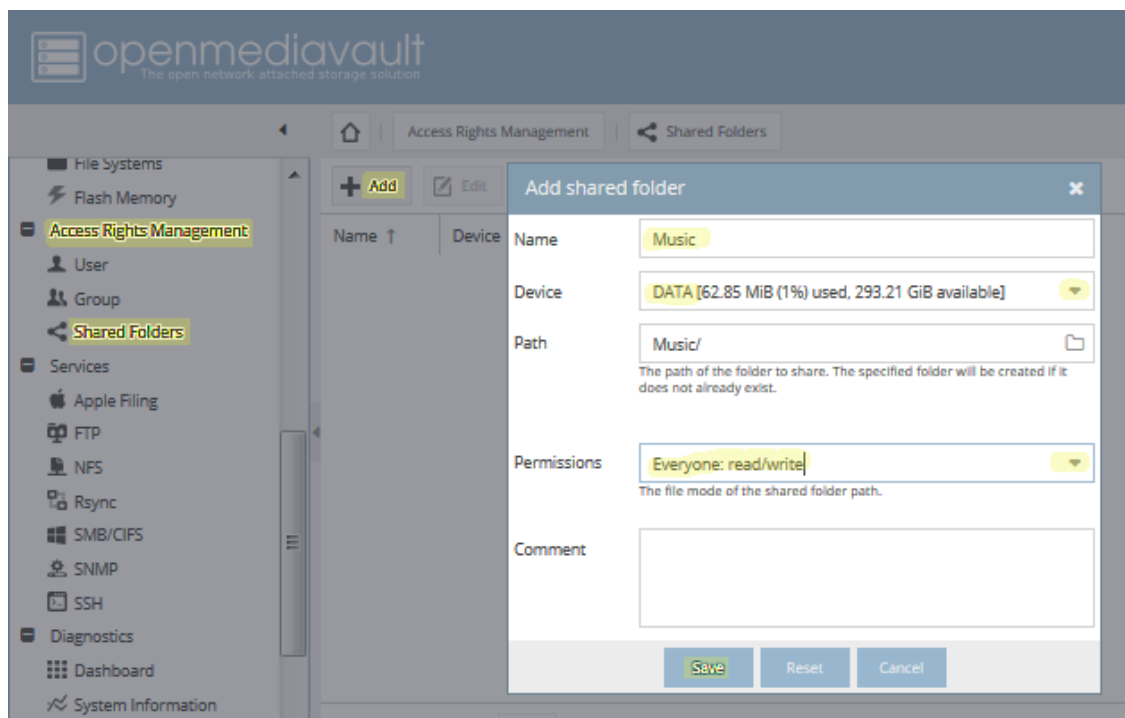 openmediavault
The open network attached storage solution
Access Rights Management
Shared Folders
File Systems
Flash Memory
Access Rights Management
User
Group
Shared Folders
Services
Apple Filing
FTP
NFS
Rsync
SMB/CIFS
SNMP
SSH
Diagnostics
Dashboard
System Information
Add
Edit
Name
Device
Add shared folder
Name
Music
Device
DATA [62.85 MiB (1%) used, 293.21 GiB available]
Path
Music/
The path of the folder to share. The specified folder will be created if it
does not already exist.
Permissions
Everyone: read/write
The file mode of the shared folder path.
Comment
Save
Reset
Cancel